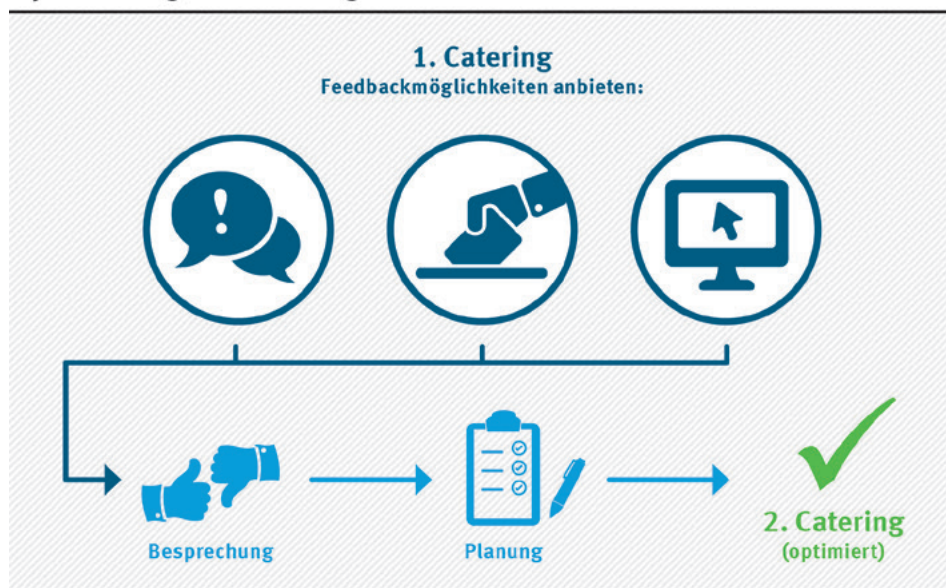 1. Catering
Feedbackmöglichkeiten anbieten:
Besprechung
Planung
2. Catering
(optimiert)